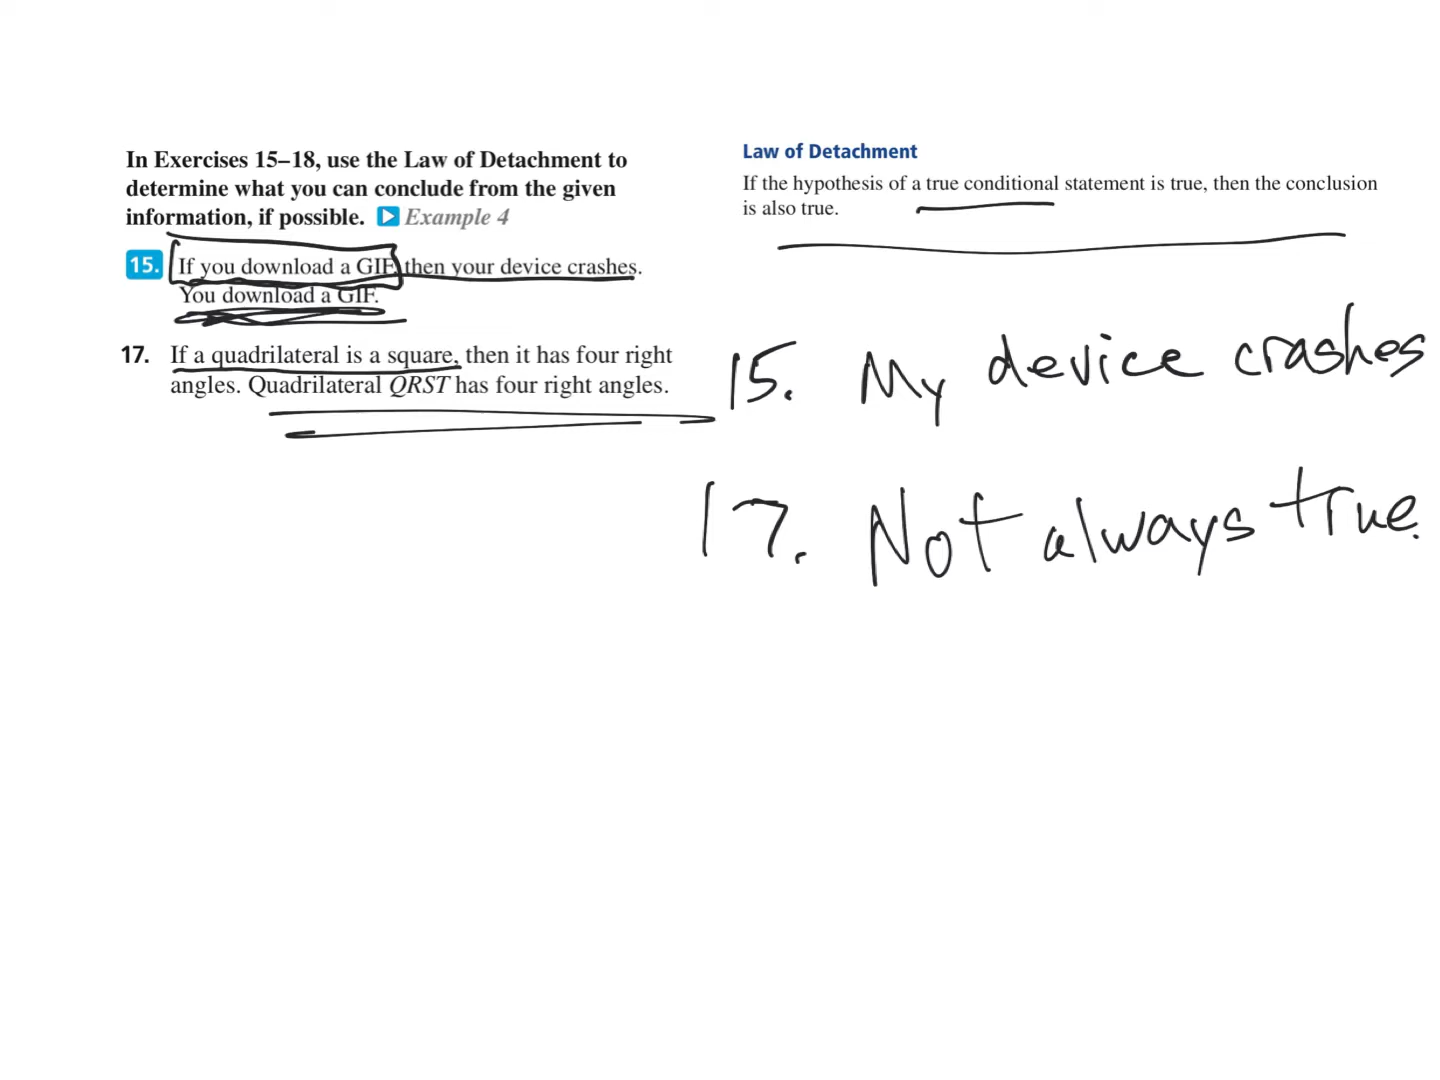 In Exercises 15–18, use the Law of Detachment to
determine what you can conclude from the given
information, if possible. Example 4
15. If you download a GIF, then your device crashes.
You download a GIF.
17. If a quadrilateral is a square, then it has four right
angles. Quadrilateral QRST has four right angles.
Law of Detachment
If the hypothesis of a true conditional statement is true, then the conclusion
is also true.
15. My device crashes
17. Not always true.